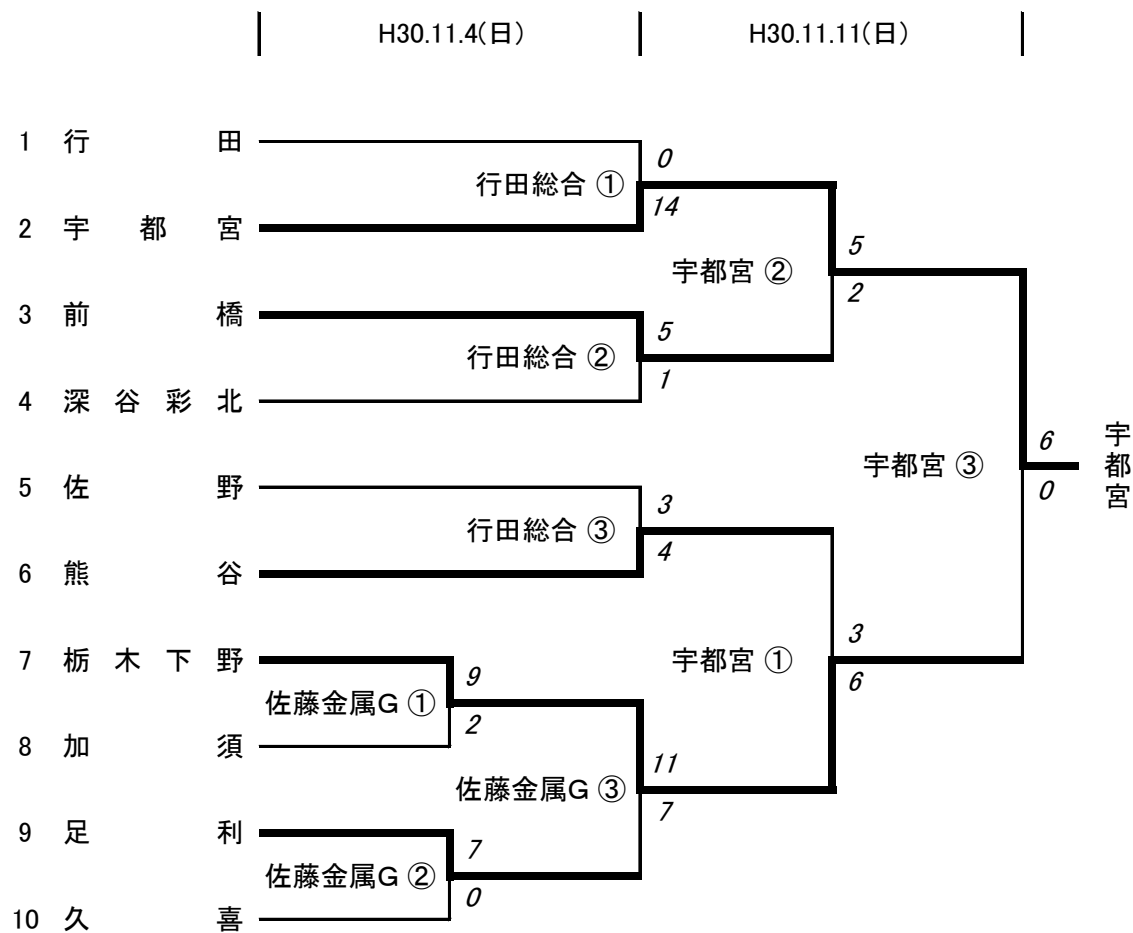 H30.11.4(日) H30.11.11(日)
1 行田
0
行田総合 ①
14
2 宇都宮
5
宇都宮 ②
2
3 前橋
5
行田総合 ②
1
4 深谷彩北
6
宇都宮 ③
0
宇都宮
5 佐野
3
行田総合 ③
4
6 熊谷
3
宇都宮 ①
6
7 栃木下野
9
佐藤金属G ①
2
8 加須
11
佐藤金属G ③
7
9 足利
7
佐藤金属G ②
0
10 久喜